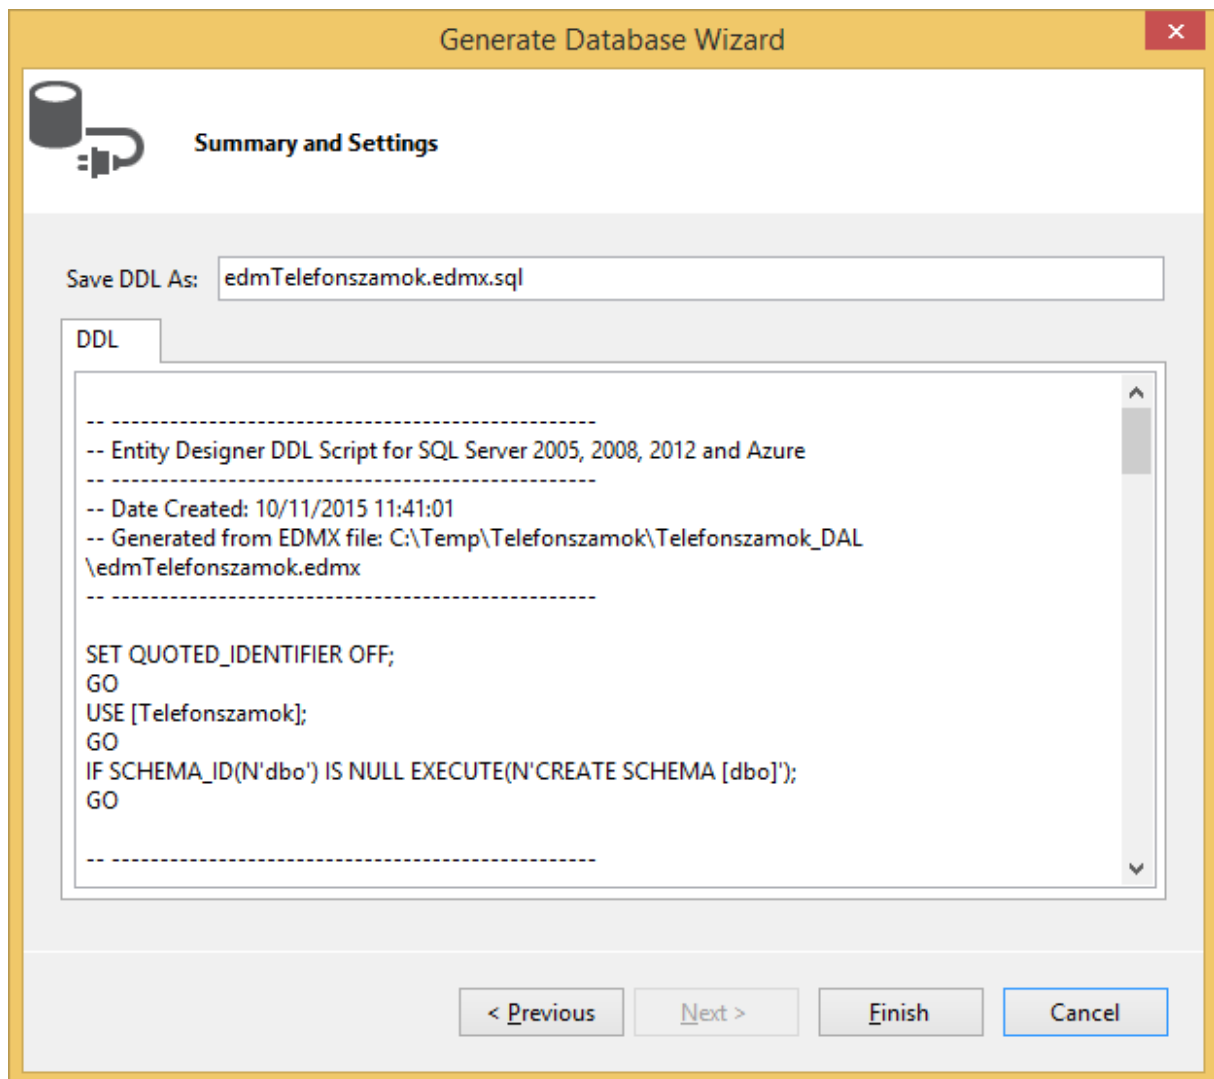 Generate Database Wizard
Summary and Settings
Save DDL As: edmTelefonszamok.edmx.sql
DDL
-- --------------------------------------------------
-- Entity Designer DDL Script for SQL Server 2005, 2008, 2012 and Azure
-- --------------------------------------------------
-- Date Created: 10/11/2015 11:41:01
-- Generated from EDMX file: C:\Temp\Telefonszamok\Telefonszamok_DAL
\edmTelefonszamok.edmx
-- --------------------------------------------------
SET QUOTED_IDENTIFIER OFF;
GO
USE [Telefonszamok];
GO
IF SCHEMA_ID(N'dbo') IS NULL EXECUTE(N'CREATE SCHEMA [dbo]');
GO
-- --------------------------------------------------
< Previous Next > Finish Cancel